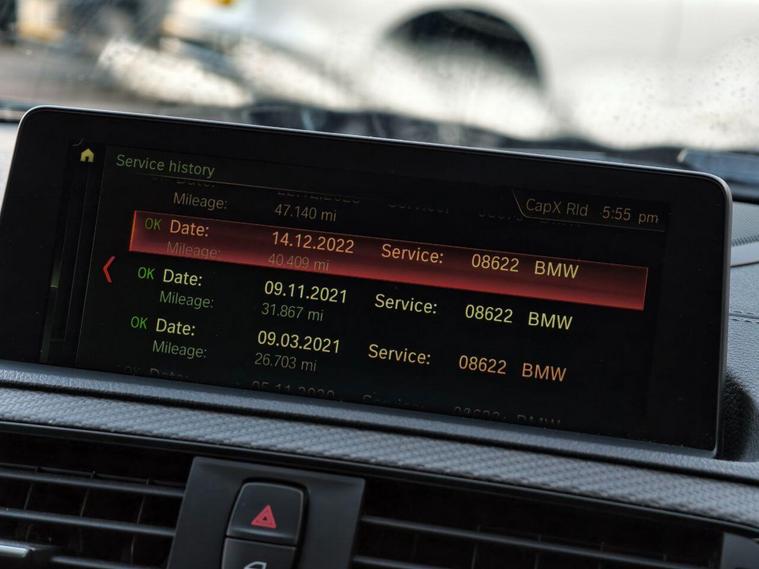 Service history
CapX Rld 5:55 pm
Mileage: 47.140 mi
OK Date: 14.12.2022 Service: 08622 BMW
Mileage: 40.409 mi
OK Date: 09.11.2021 Service: 08622 BMW
Mileage: 31.867 mi
OK Date: 09.03.2021 Service: 08622 BMW
Mileage: 26.703 mi